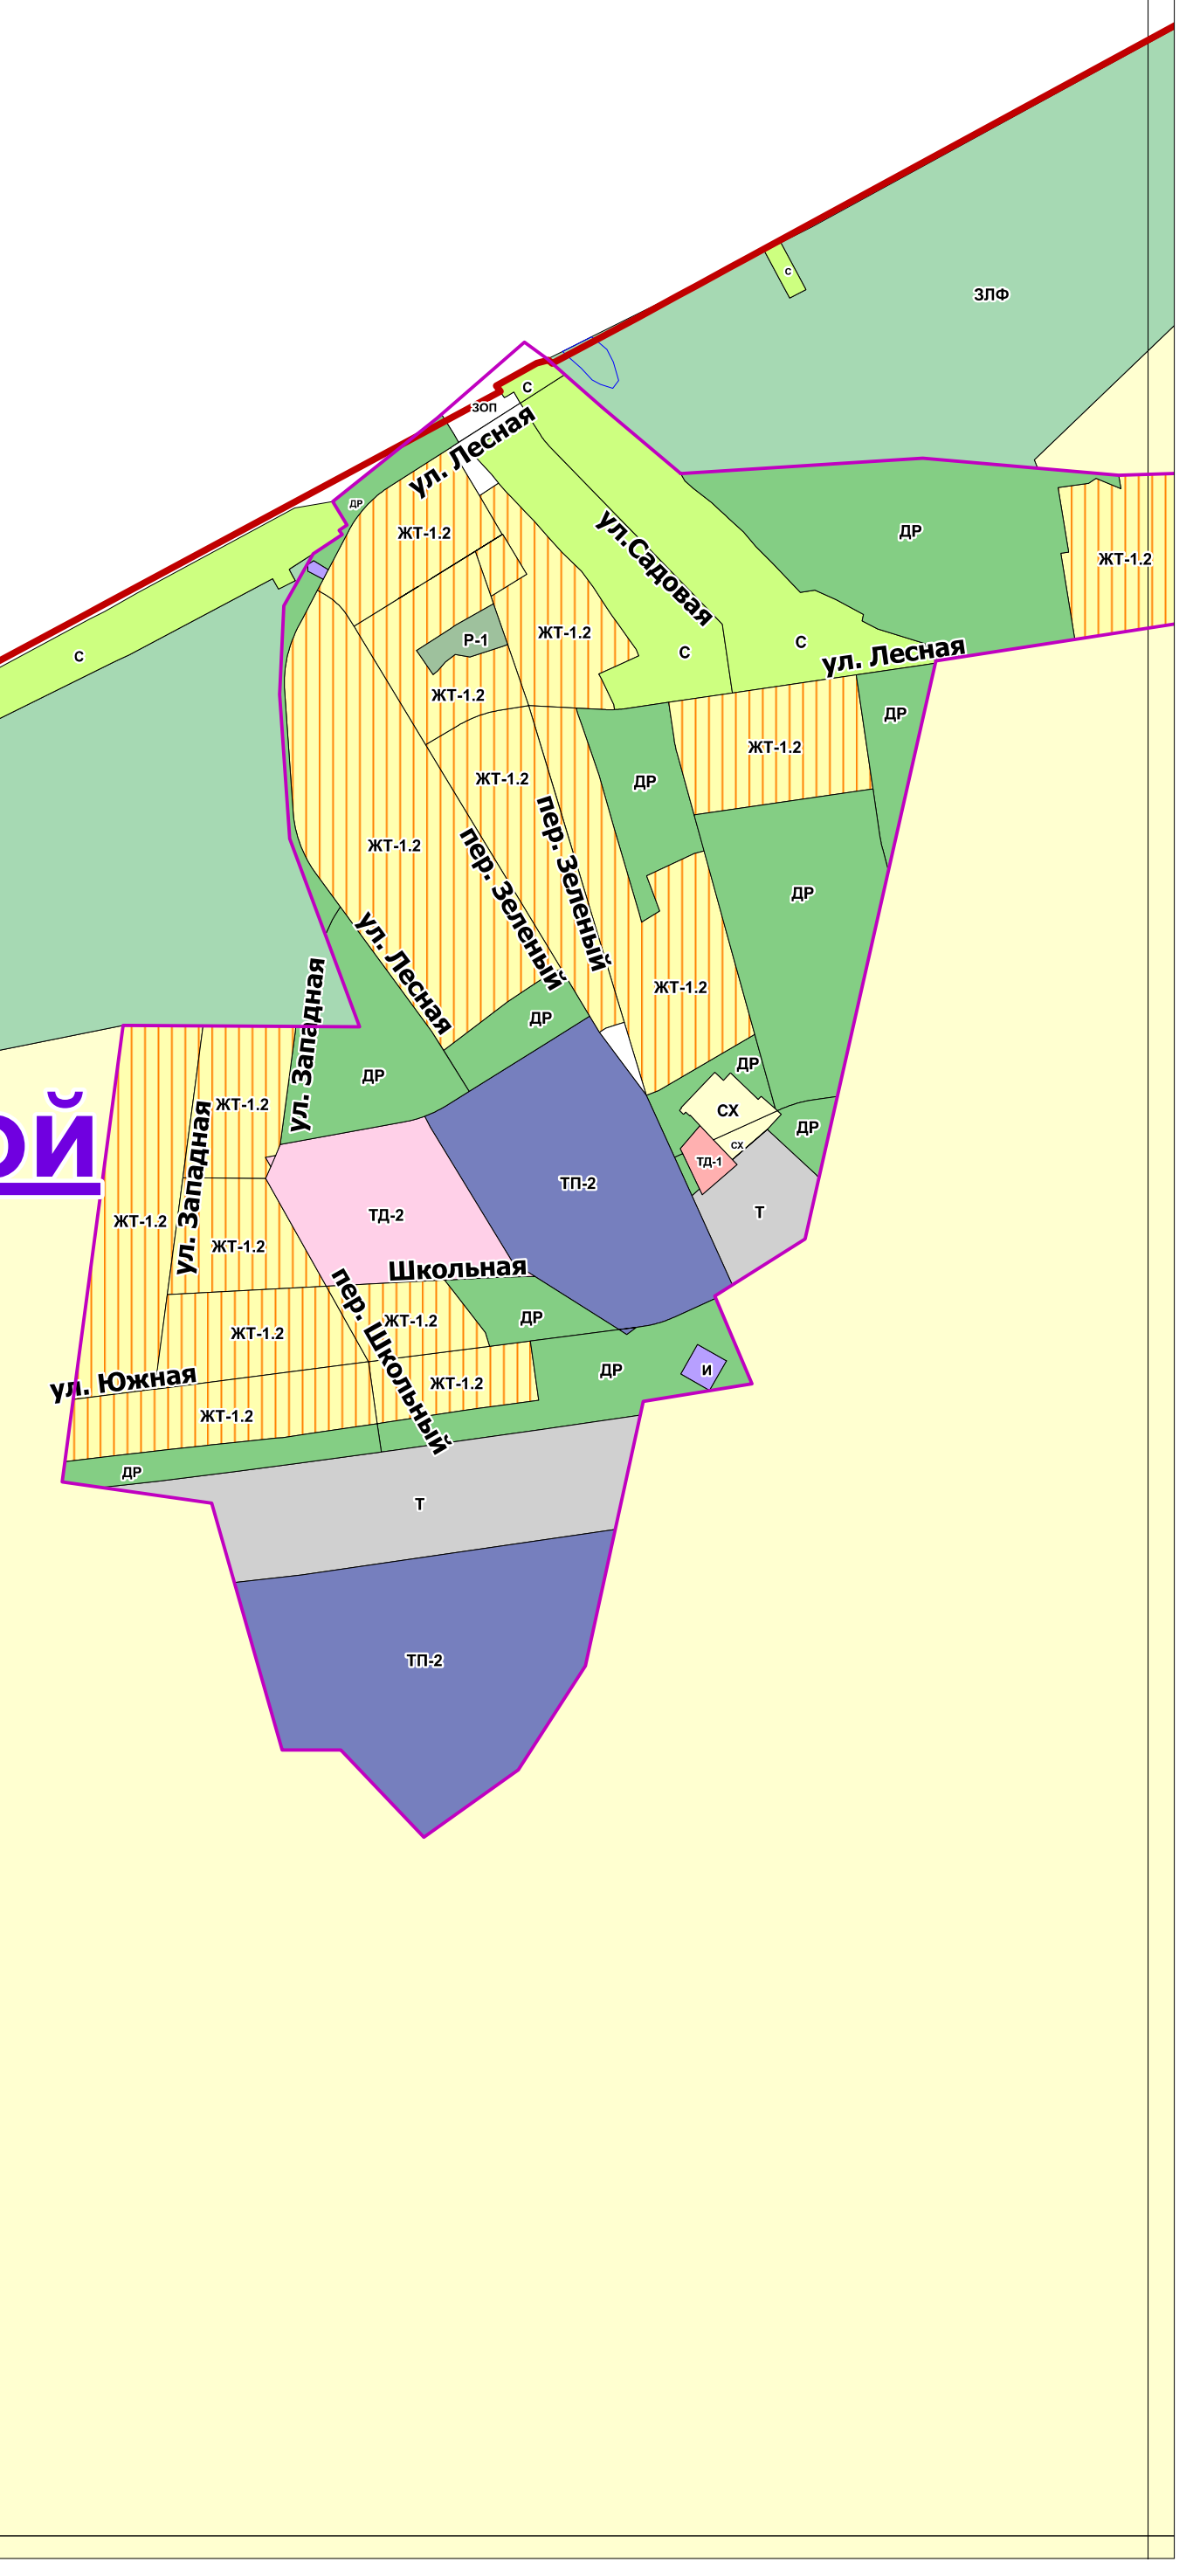 С
ЗЛФ
С
ЗОП
ул. Лесная
ДР
ЖТ-1.2
ул.Садовая
ДР
ЖТ-1.2
С
Р-1
ЖТ-1.2
С
С
ул. Лесная
ЖТ-1.2
ДР
ЖТ-1.2
ЖТ-1.2
ДР
ЖТ-1.2
пер. Зеленый
пер. Зеленый
ДР
ул. Лесная
ЖТ-1.2
ул. Западная
ДР
ДР
ДР
ЖТ-1.2
СХ
ОЙ
ДР
СХ
ТД-1
ул. Западная
ТП-2
Т
ТД-2
ЖТ-1.2
ЖТ-1.2
Школьная
ДР
ЖТ-1.2
ЖТ-1.2
пер. Школьный
ДР
И
ул. Южная
ЖТ-1.2
ЖТ-1.2
ДР
Т
ТП-2